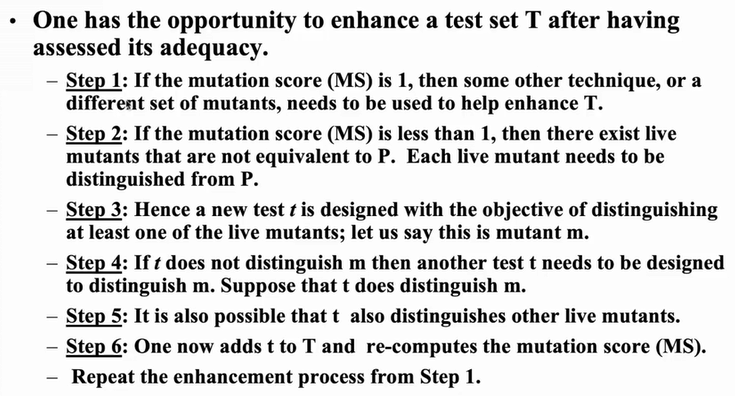 • One has the opportunity to enhance a test set T after having
assessed its adequacy.
– Step 1: If the mutation score (MS) is 1, then some other technique, or a
different set of mutants, needs to be used to help enhance T.
– Step 2: If the mutation score (MS) is less than 1, then there exist live
mutants that are not equivalent to P. Each live mutant needs to be
distinguished from P.
– Step 3: Hence a new test t is designed with the objective of distinguishing
at least one of the live mutants; let us say this is mutant m.
– Step 4: If t does not distinguish m then another test t needs to be designed
to distinguish m. Suppose that t does distinguish m.
– Step 5: It is also possible that t also distinguishes other live mutants.
– Step 6: One now adds t to T and re-computes the mutation score (MS).
– Repeat the enhancement process from Step 1.